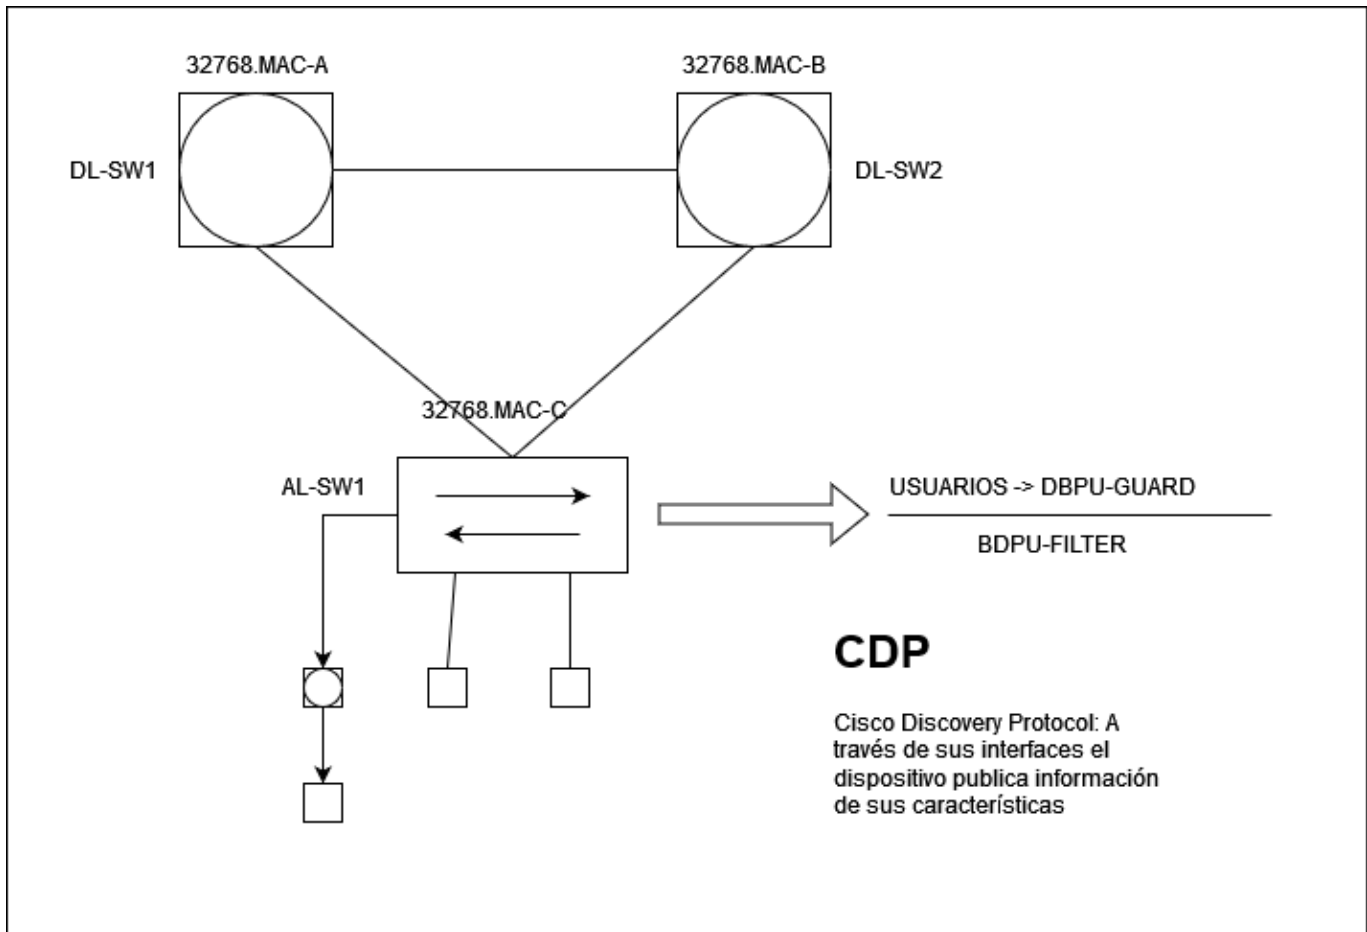 32768.MAC-A
32768.MAC-B
DL-SW1
DL-SW2
32768.MAC-C
AL-SW1
USUARIOS -> DBPU-GUARD
BDPU-FILTER
CDP
Cisco Discovery Protocol: A
través de sus interfaces el
dispositivo publica información
de sus características